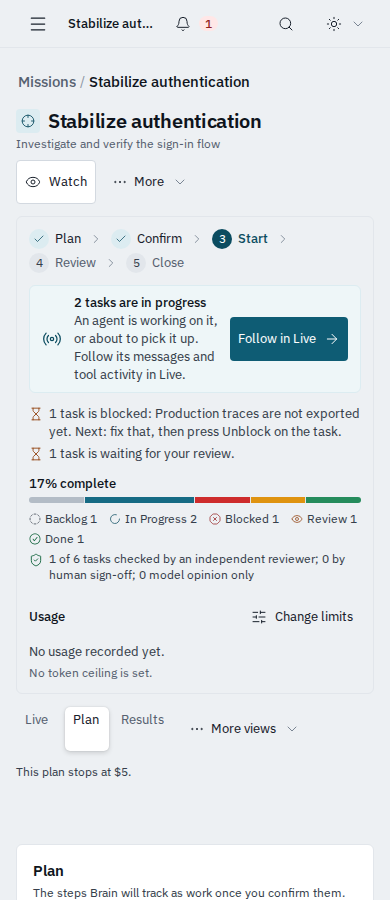 Stabilize aut... 1
Missions / Stabilize authentication
Stabilize authentication
Investigate and verify the sign-in flow
Watch ··· More
Plan > Confirm > 3 Start >
4 Review > 5 Close
2 tasks are in progress
An agent is working on it,
or about to pick it up.
Follow its messages and
tool activity in Live.
Follow in Live →
1 task is blocked: Production traces are not exported
yet. Next: fix that, then press Unblock on the task.
1 task is waiting for your review.
17% complete
Backlog 1 In Progress 2 Blocked 1 Review 1
Done 1
1 of 6 tasks checked by an independent reviewer; 0 by
human sign-off; 0 model opinion only
Usage Change limits
No usage recorded yet.
No token ceiling is set.
Live Plan Results ··· More views
This plan stops at $5.
Plan
The steps Brain will track as work once you confirm them.